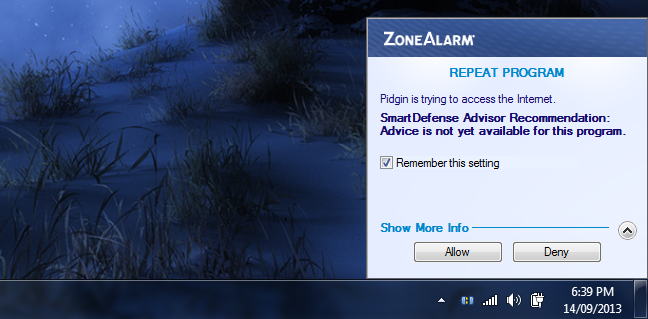 ZONEALARM
REPEAT PROGRAM
Pidgin is trying to access the Internet.
SmartDefense Advisor Recommendation:
Advice is not yet available for this program.
Remember this setting
Show More Info
Allow
Deny
6:39 PM
14/09/2013